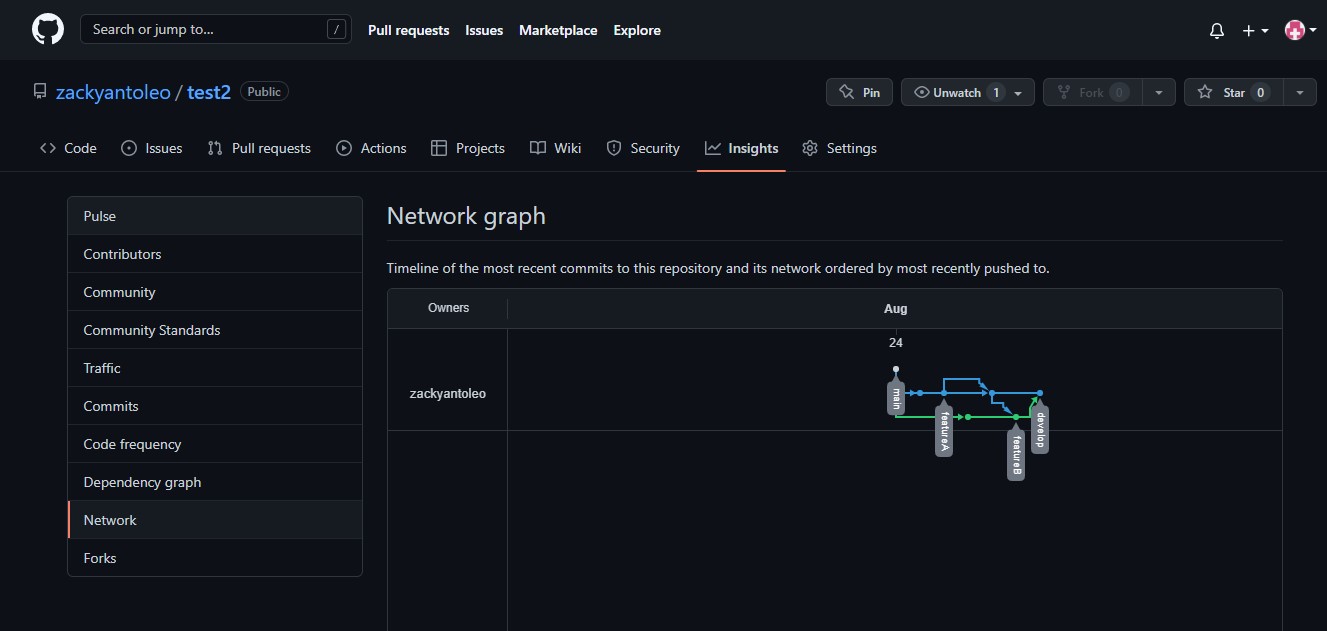 Search or jump to... / Pull requests Issues Marketplace Explore
zackyantoleo / test2 Public Pin Unwatch 1 Fork 0 Star 0
Code Issues Pull requests Actions Projects Wiki Security Insights Settings
Pulse
Contributors
Community
Community Standards
Traffic
Commits
Code frequency
Dependency graph
Network
Forks
Network graph
Timeline of the most recent commits to this repository and its network ordered by most recently pushed to.
Owners Aug
24
zackyantoleo
main
featureA
featureB
develop